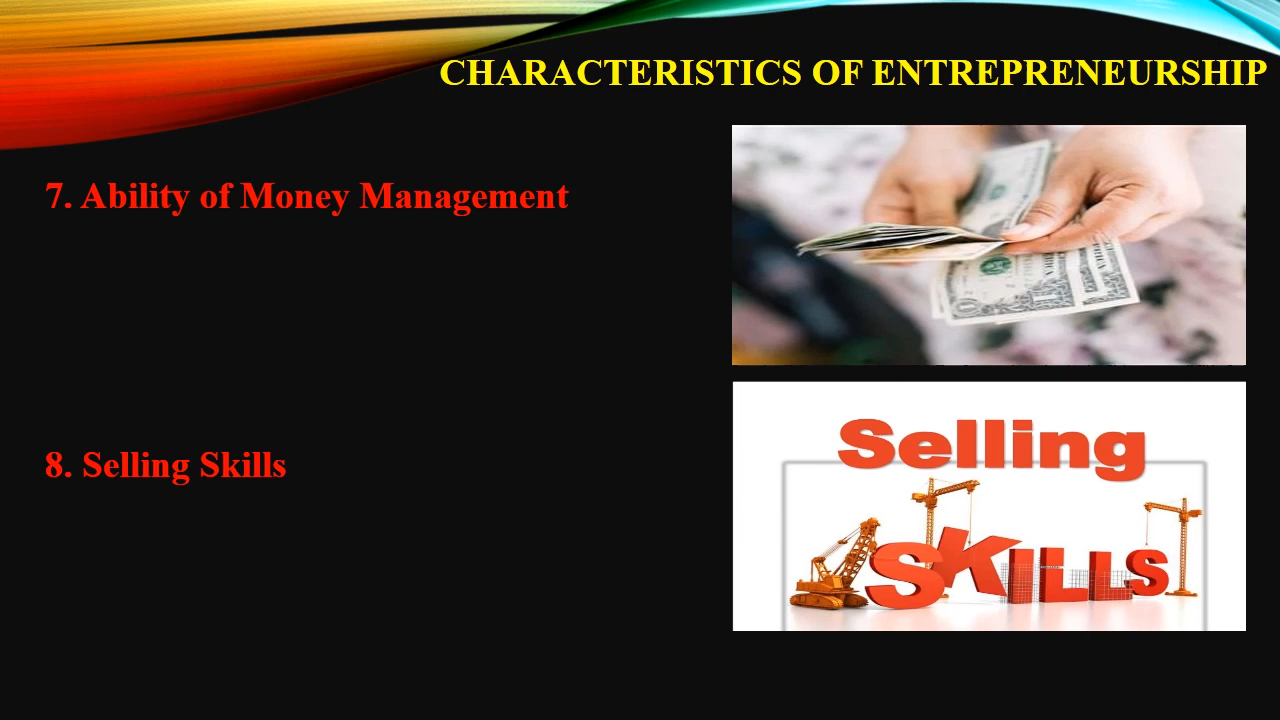 CHARACTERISTICS OF ENTREPRENEURSHIP
7. Ability of Money Management
8. Selling Skills
Selling
SKILLS